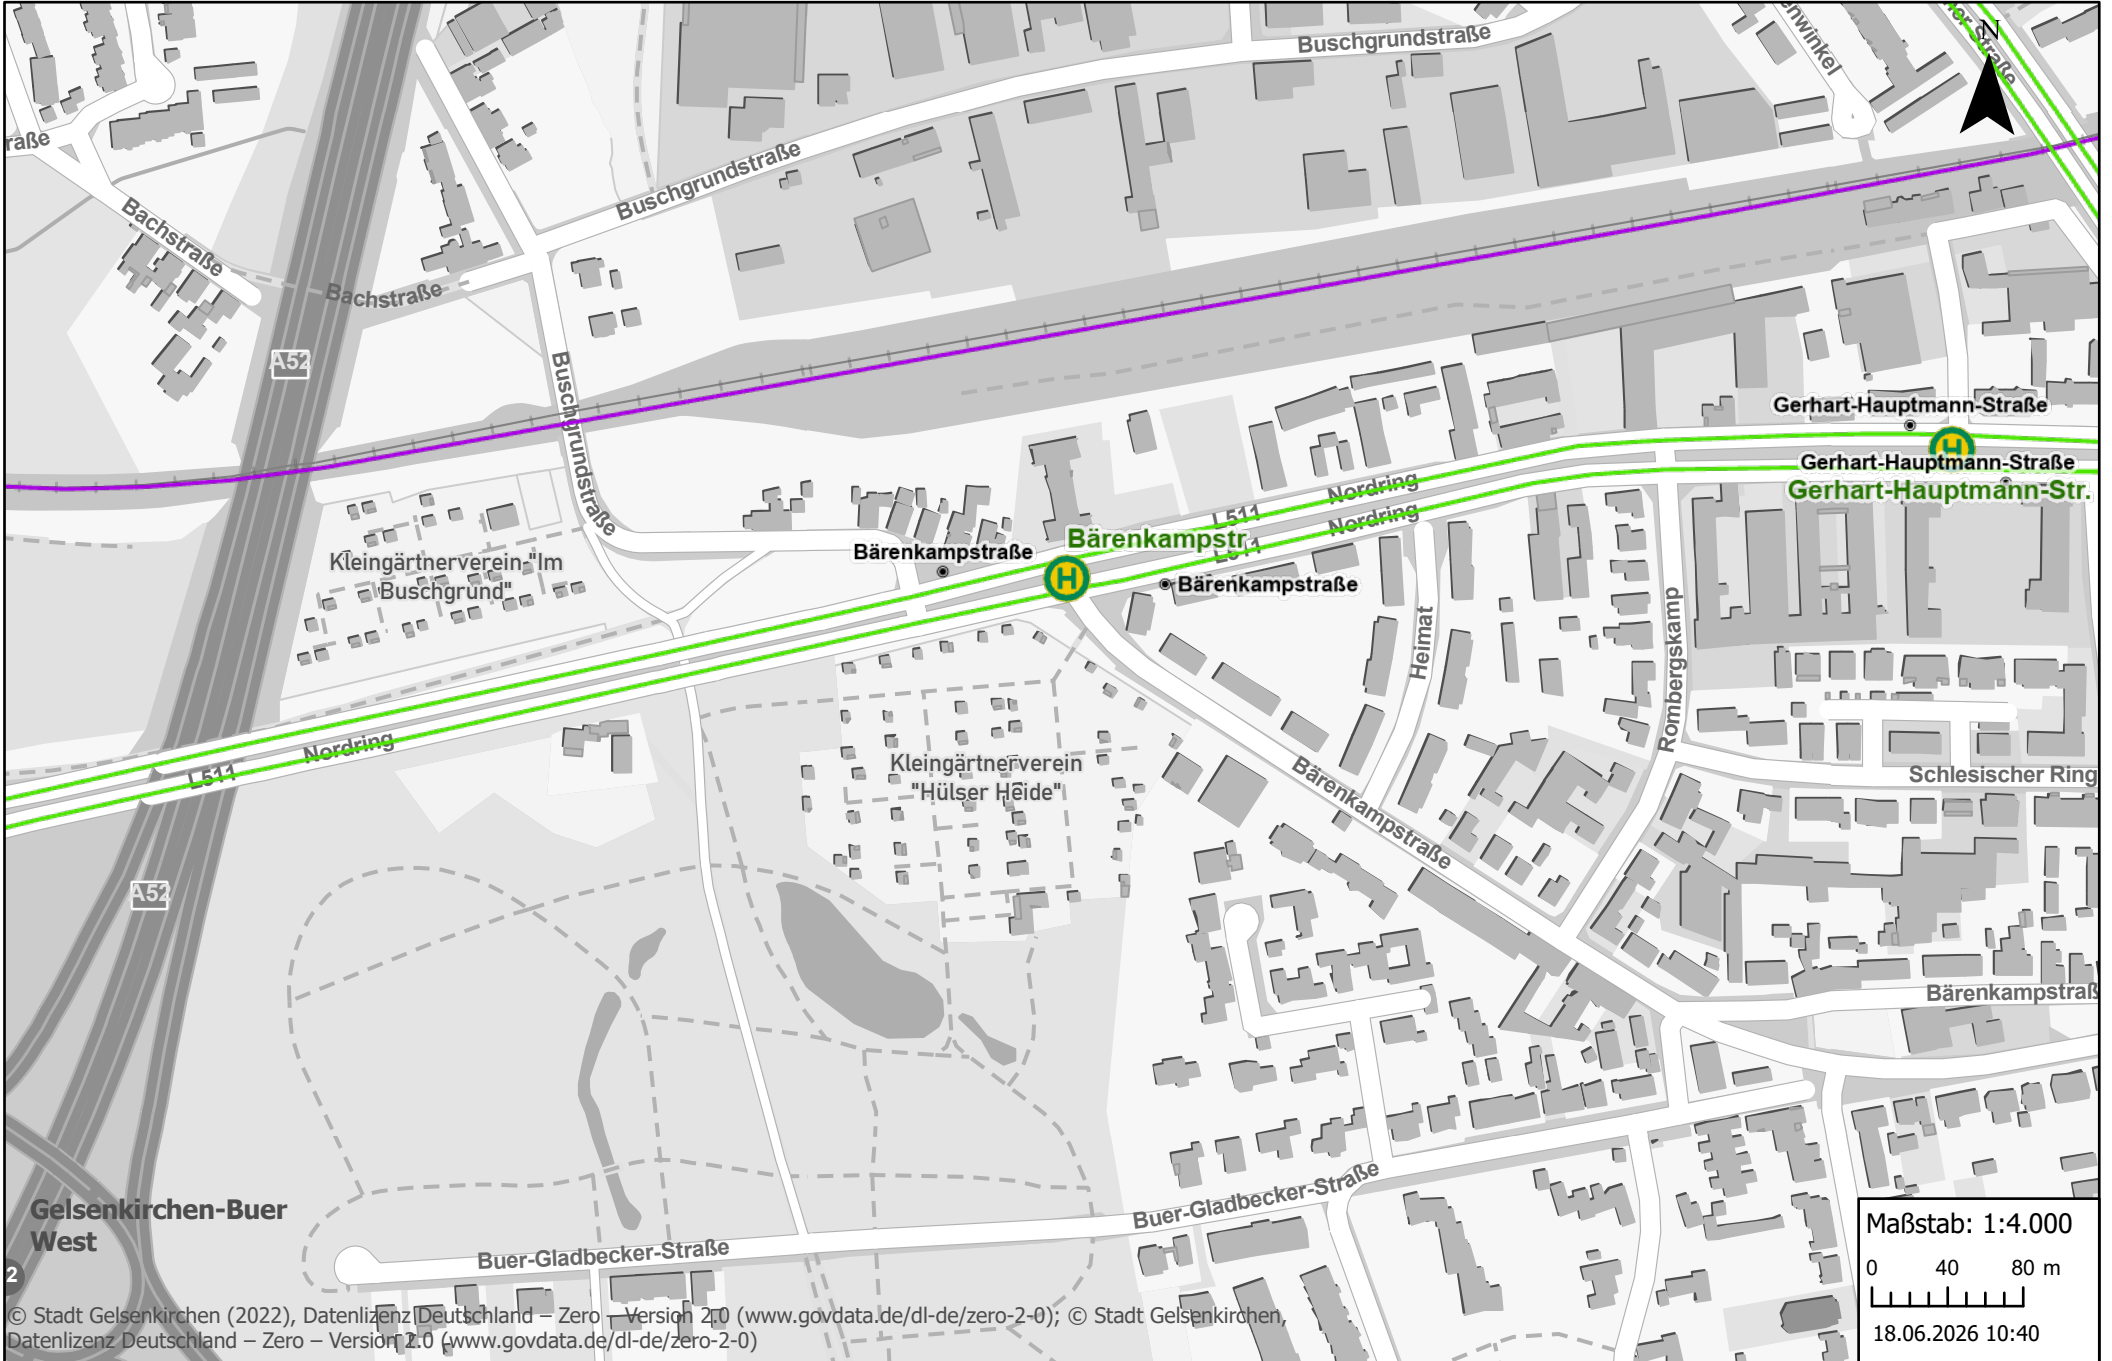 Buschgrundstraße
enwinkel
ner Straße
N
raße
Buschgrundstraße
Bachstraße
Bachstraße
A52
Buschgrundstraße
Gerhart-Hauptmann-Straße
H
Gerhart-Hauptmann-Straße
Gerhart-Hauptmann-Str.
Nordring
L511
Nordring
L511
Bärenkampstr
Bärenkampstraße
H
Bärenkampstraße
Kleingärtnerverein "Im
Buschgrund"
Heimat
Rombergskamp
Nordring
L511
Kleingärtnerverein
"Hülser Heide"
Bärenkampstraße
Schlesischer Ring
A52
Bärenkampstraß
Buer-Gladbecker-Straße
Gelsenkirchen-Buer
West
Buer-Gladbecker-Straße
2
Maßstab: 1:4.000
0 40 80 m
18.06.2026 10:40
© Stadt Gelsenkirchen (2022), Datenlizenz Deutschland – Zero – Version 2.0 (www.govdata.de/dl-de/zero-2-0); © Stadt Gelsenkirchen,
Datenlizenz Deutschland – Zero – Version 2.0 (www.govdata.de/dl-de/zero-2-0)